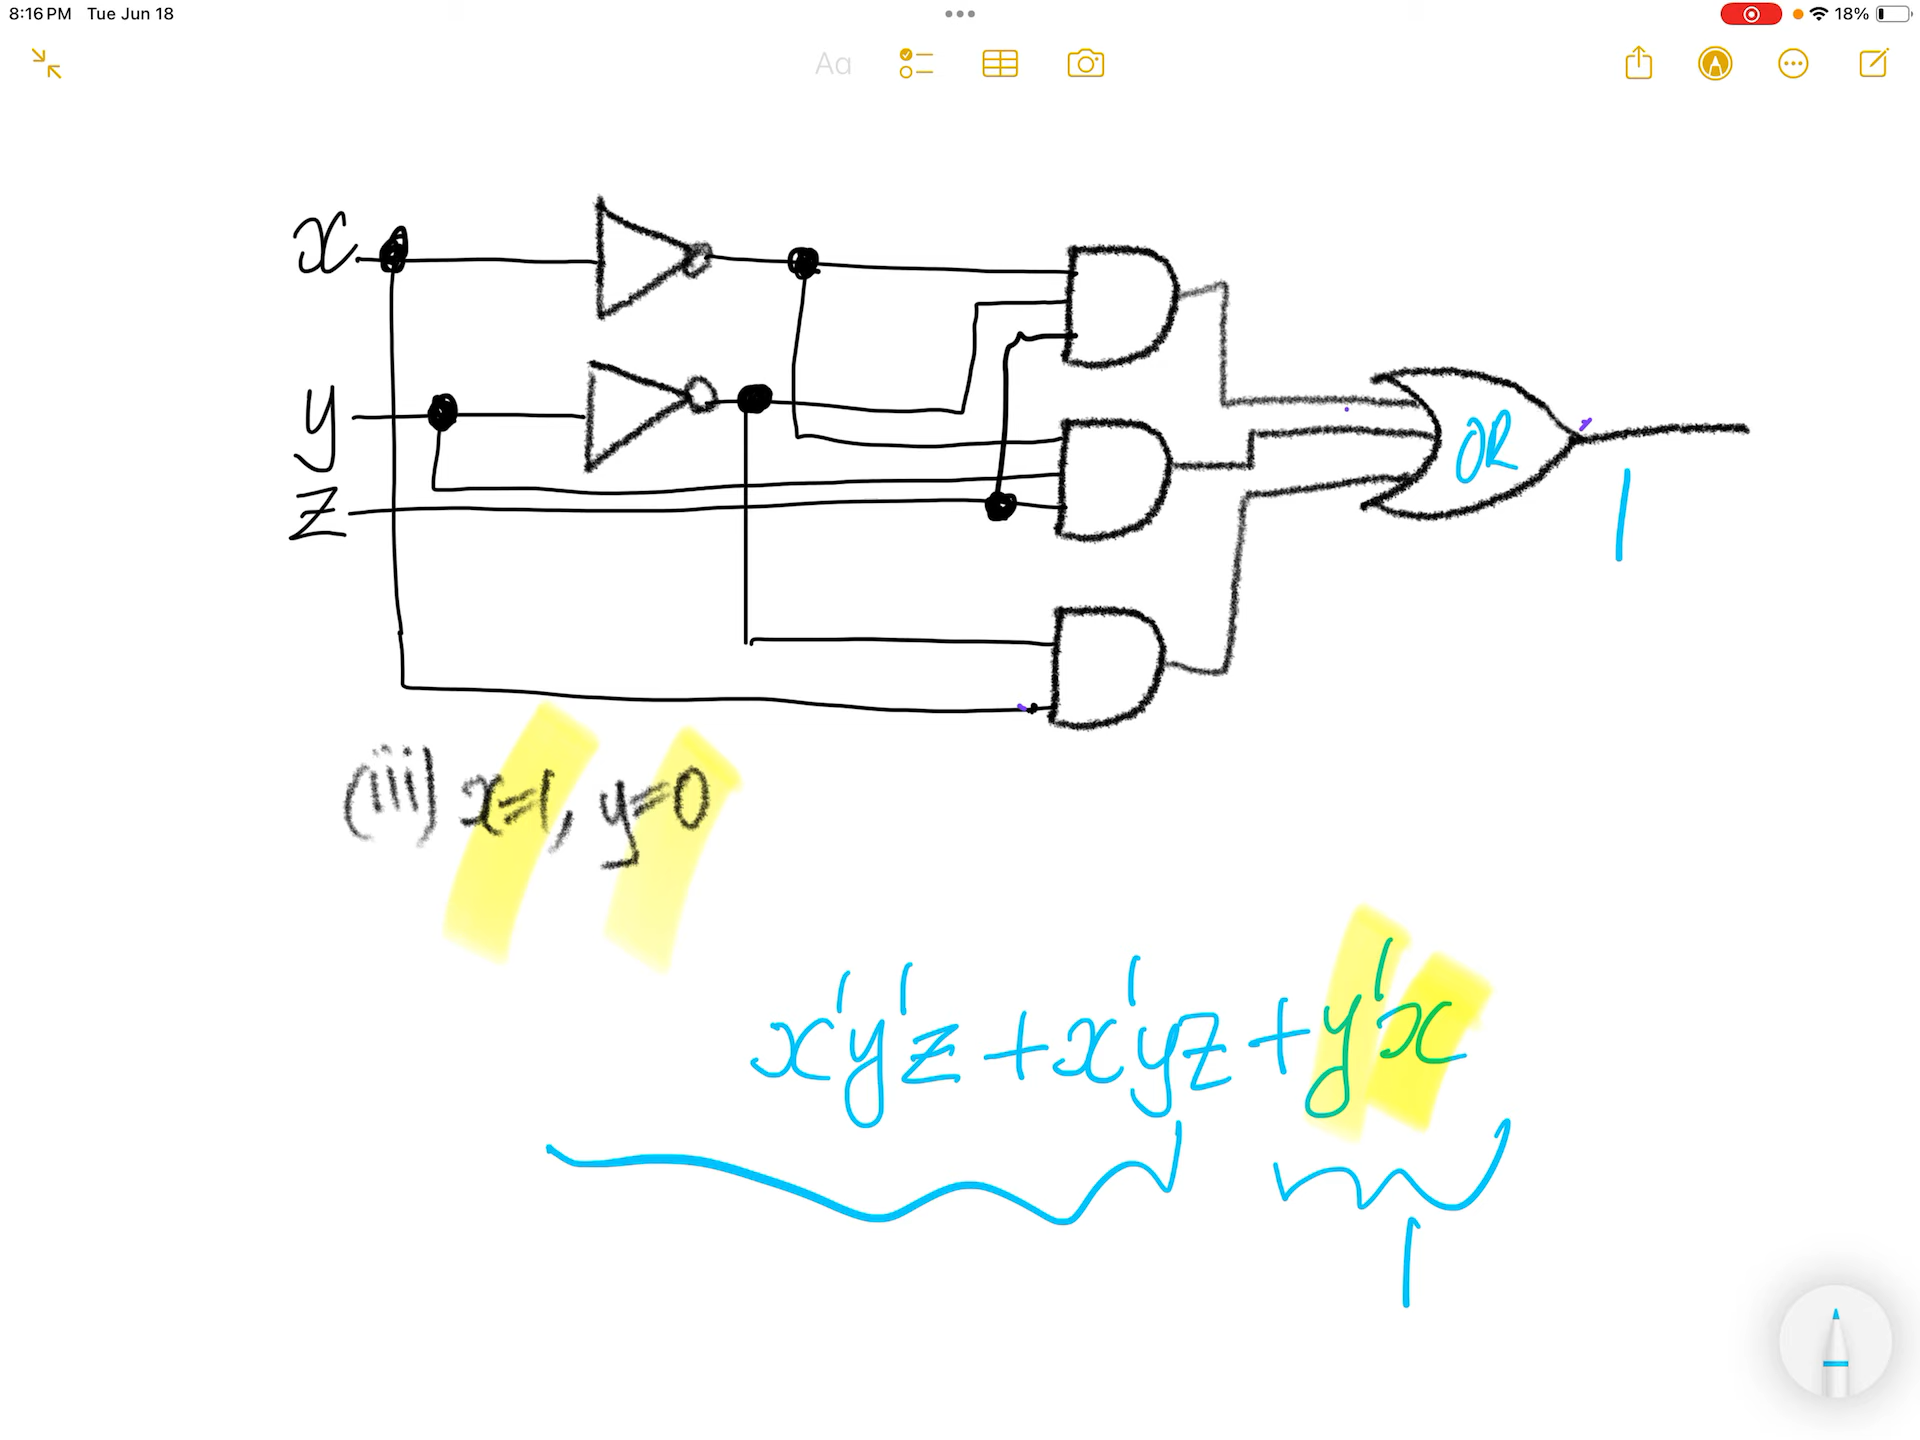 8:16 PM Tue Jun 18
18%
Aa
x
y
z
OR
1
(iii) x=1, y=0
x'y'z + x'yz + y'x
1